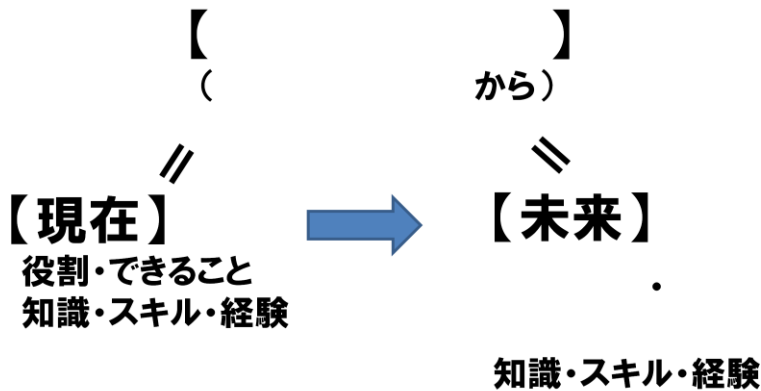 【 】
( から)
=
=
【現在】
【未来】
役割・できること
知識・スキル・経験
・
知識・スキル・経験